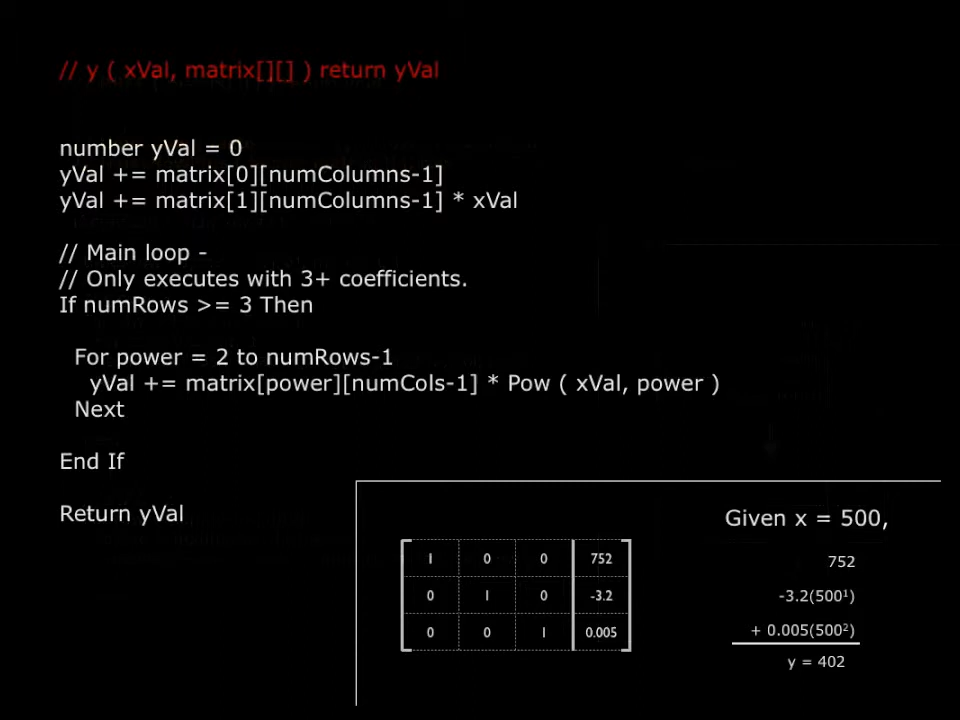 // y ( xVal, matrix[][] ) return yVal
number yVal = 0
yVal += matrix[0][numColumns-1]
yVal += matrix[1][numColumns-1] * xVal
// Main loop -
// Only executes with 3+ coefficients.
If numRows >= 3 Then
For power = 2 to numRows-1
yVal += matrix[power][numCols-1] * Pow ( xVal, power )
Next
End If
Return yVal
1 0 0 752
0 1 0 -3.2
0 0 1 0.005
Given x = 500,
752
-3.2(500¹)
+ 0.005(500²)
y = 402